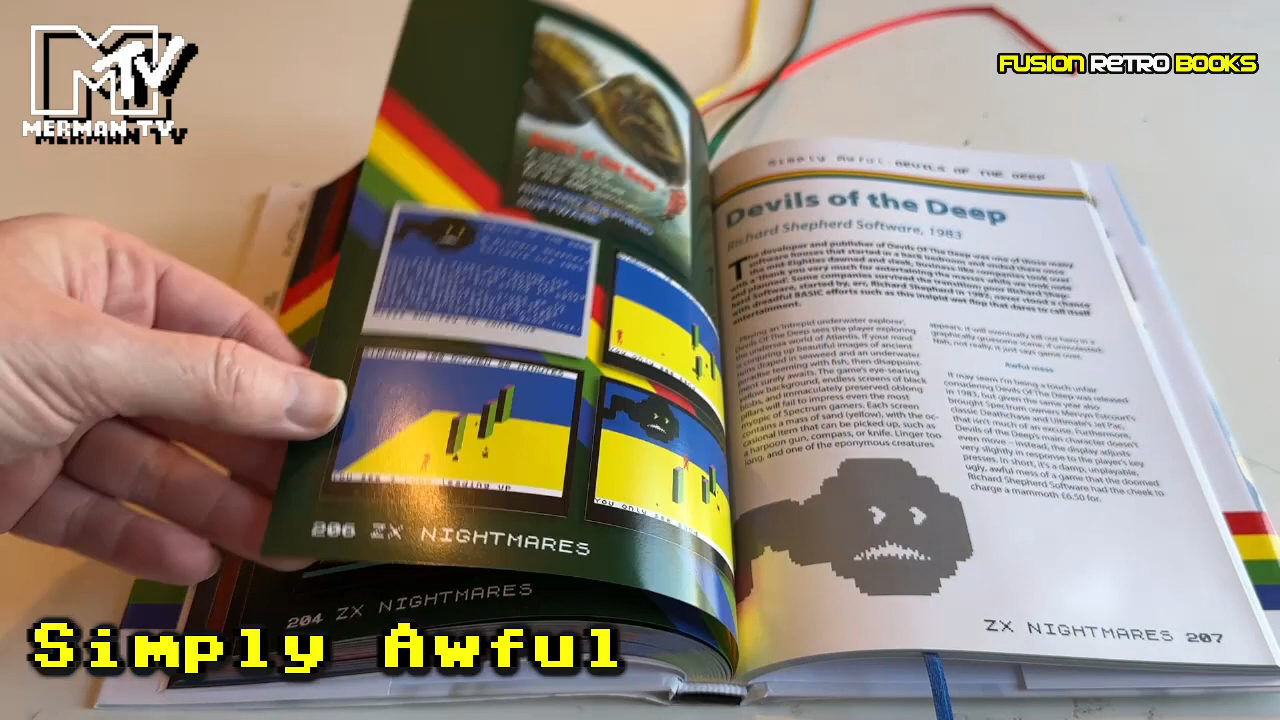 TV
MERMAN TV
FUSION RETRO BOOKS
206 ZX NIGHTMARES
204 ZX NIGHTMARES
Simply Awful - DEVILS OF THE DEEP
Devils of the Deep
Richard Shepherd Software, 1983
The developer and publisher of Devils Of The Deep was one of those many
software houses that started in a back bedroom and ended there once
the mid-Eighties dawned and sleek, business-like companies took over
with a 'thank you very much for entertaining the masses while we took note
and planned'. Some companies survived the transition; poor Richard Shep-
herd Software, started by, err, Richard Shepherd in 1982, never stood a chance
with dreadful BASIC efforts such as this insipid out flop that dares to call itself
entertainment.
Playing an 'intrepid underwater explorer',
Devils Of The Deep sees the player exploring
the undersea world of Atlantis. If your mind
is conjuring up beautiful images of ancient
ruins draped in seaweed and an underwater
paradise teeming with fish, then disappoint-
ment surely awaits. The game's eye-searing
yellow background, endless screens of black
blobs, and immaculately preserved oblong
pillars will fail to impress even the most
myopic of Spectrum gamers. Each screen
contains a mass of sand (yellow), with the oc-
casional item that can be picked up, such as
a harpoon gun, compass, or knife. Linger too
long, and one of the eponymous creatures
appears. It will eventually kill our hero in a
graphically gruesome scene, if unmolested.
Nah, not really, it just says game over.
Awful mess
It may seem I'm being a touch unfair
considering Devils Of The Deep was released
in 1983, but given the same year also
brought Spectrum owners Mervyn Estcourt's
classic Deathchase and Ultimate's Jet Pac,
that isn't much of an excuse. Furthermore,
Devils of the Deep's main character doesn't
even move – instead, the display adjusts
very slightly in response to the player's key
presses. In short, it's a damp, unplayable,
ugly, awful mess of a game that the doomed
Richard Shepherd Software had the cheek to
charge a mammoth £6.50 for.
ZX NIGHTMARES 207
Simply Awful